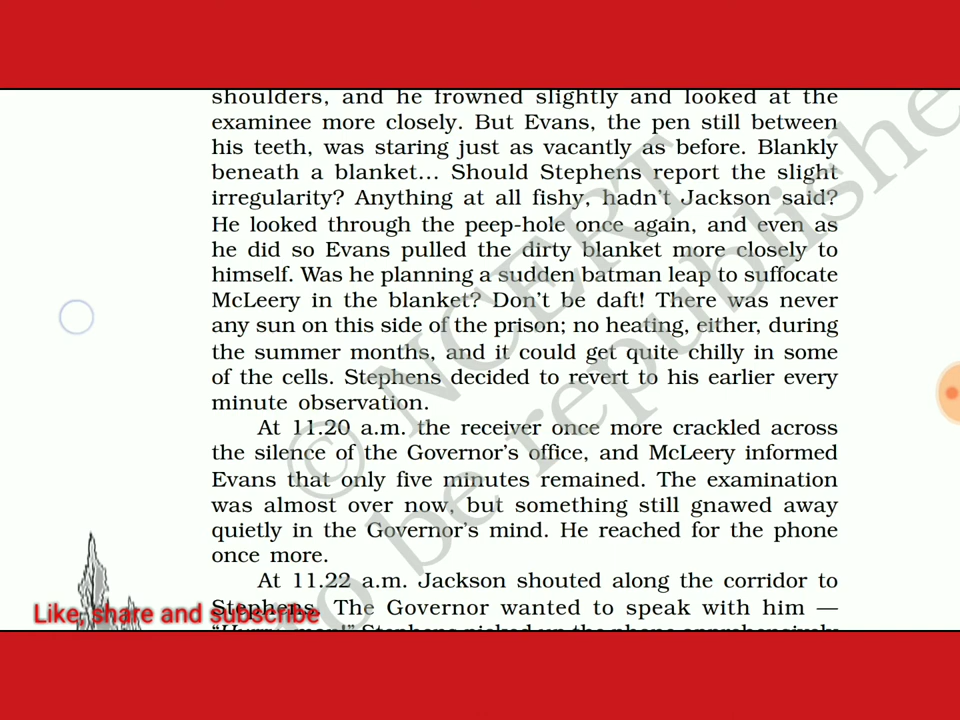 shoulders, and he frowned slightly and looked at the
examinee more closely. But Evans, the pen still between
his teeth, was staring just as vacantly as before. Blankly
beneath a blanket... Should Stephens report the slight
irregularity? Anything at all fishy, hadn't Jackson said?
He looked through the peep-hole once again, and even as
he did so Evans pulled the dirty blanket more closely to
himself. Was he planning a sudden batman leap to suffocate
McLeery in the blanket? Don't be daft! There was never
any sun on this side of the prison; no heating, either, during
the summer months, and it could get quite chilly in some
of the cells. Stephens decided to revert to his earlier every
minute observation.
At 11.20 a.m. the receiver once more crackled across
the silence of the Governor's office, and McLeery informed
Evans that only five minutes remained. The examination
was almost over now, but something still gnawed away
quietly in the Governor's mind. He reached for the phone
once more.
At 11.22 a.m. Jackson shouted along the corridor to
Stephens. The Governor wanted to speak with him —
Like, share and subscribe
© NCERT
o be republishe